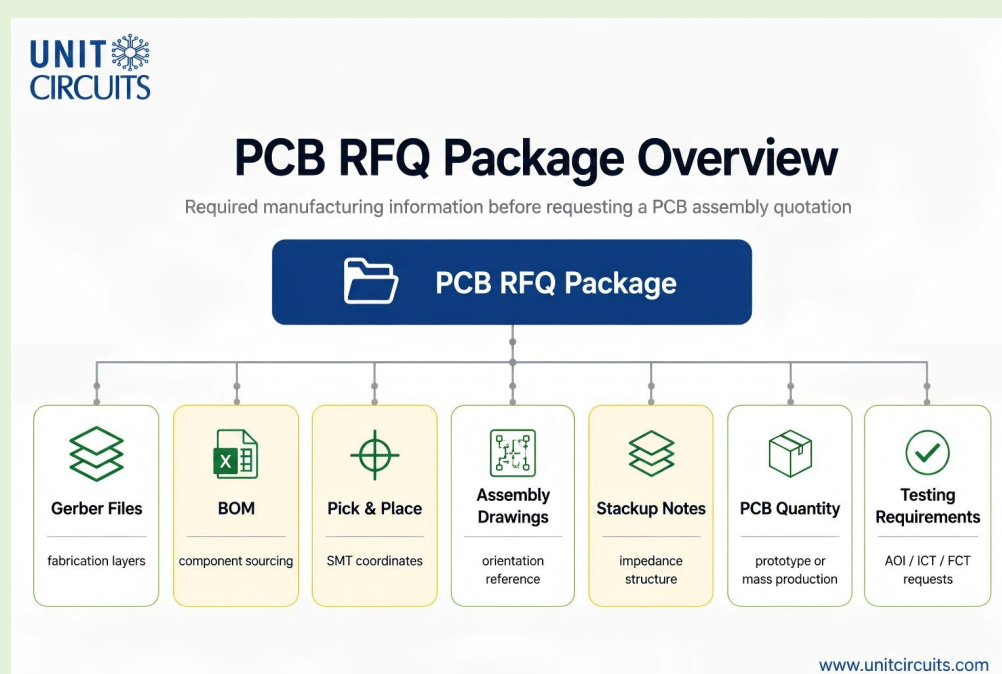 UNIT
CIRCUITS
PCB RFQ Package Overview
Required manufacturing information before requesting a PCB assembly quotation
PCB RFQ Package
Gerber Files
fabrication layers
X
BOM
component sourcing
Pick & Place
SMT coordinates
Assembly
Drawings
orientation
reference
Stackup Notes
impedance
structure
PCB Quantity
prototype or
mass production
Testing
Requirements
AOI / ICT / FCT
requests
www.unitcircuits.com